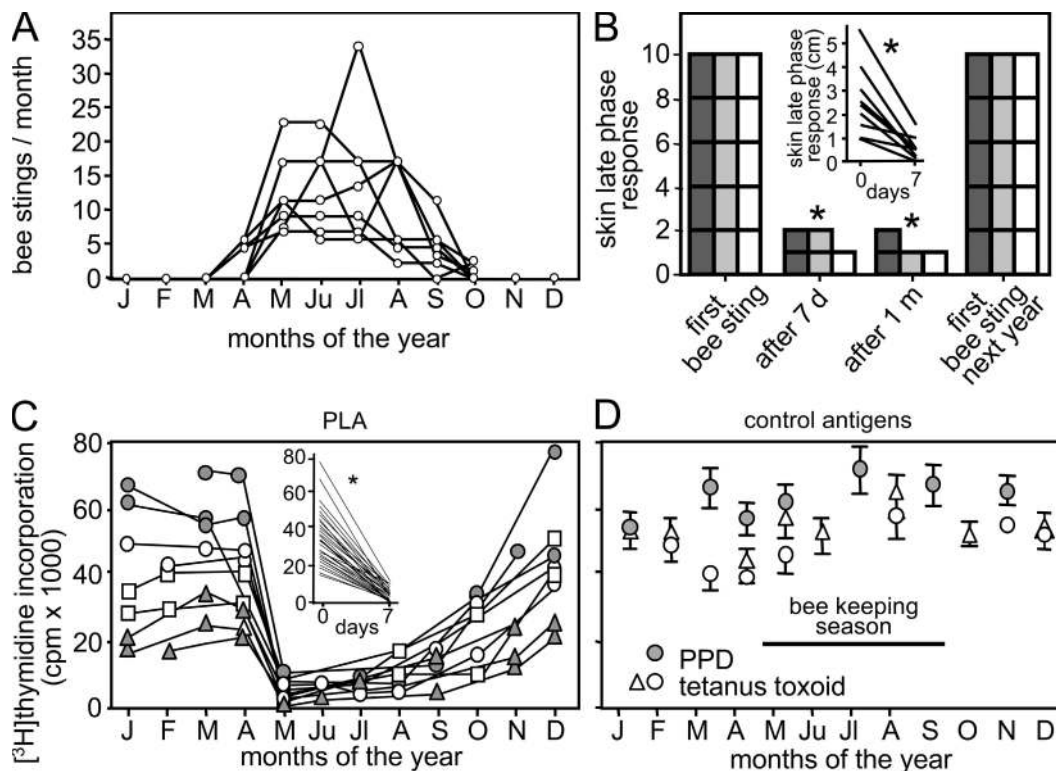 A
bee stings / month
35
30
25
20
15
10
5
0
J F M A M Ju Jl A S O N D
months of the year
B
skin late phase
response
10
8
6
4
2
0
skin late phase
response (cm)
5
4
3
2
1
0
*
0 7
days
*
*
first
bee sting
after 7 d
after 1 m
first
bee sting
next year
C
PLA
[³H]thymidine incorporation
(cpm x 1000)
80
60
40
20
0
80
60
40
20
0
*
0 7
days
J F M A M Ju Jl A S O N D
months of the year
D
control antigens
bee keeping
season
PPD
tetanus toxoid
J F M A M J Jl A S O N D
months of the year